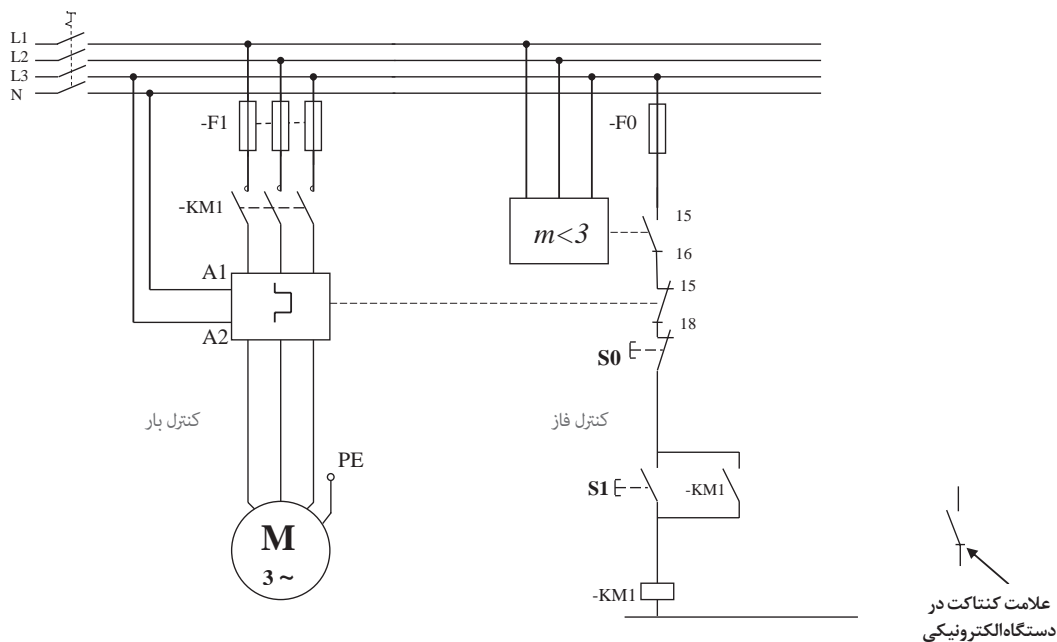 L1
L2
L3
N
-F1
-F0
-KM1
m<3
15
16
A1
15
A2
18
S0
کنترل بار
کنترل فاز
PE
S1
-KM1
M
3 ~
-KM1
علامت کنتاکت در
دستگاه‌الکترونیکی